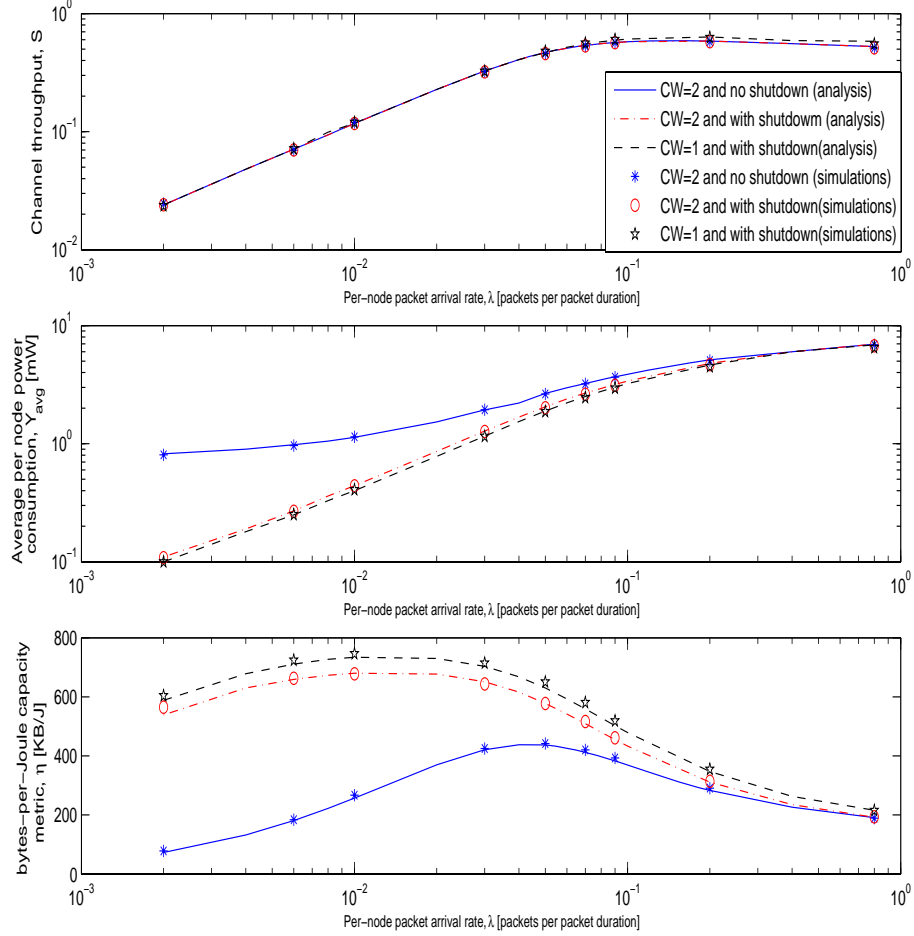 10^0
10^-1
10^-2
Channel throughput, S
CW=2 and no shutdown (analysis)
CW=2 and with shutdowm (analysis)
CW=1 and with shutdown(analysis)
CW=2 and no shutdown (simulations)
CW=2 and with shutdown(simulations)
CW=1 and with shutdown(simulations)
10^-3 10^-2 10^-1 10^0
Per-node packet arrival rate, λ [packets per packet duration]
10^1
10^0
10^-1
Average per node power
consumption, Y_avg [mW]
10^-3 10^-2 10^-1 10^0
Per-node packet arrival rate, λ [packets per packet duration]
800
600
400
200
0
bytes-per-Joule capacity
metric, η [KB/J]
10^-3 10^-2 10^-1 10^0
Per-node packet arrival rate, λ [packets per packet duration]